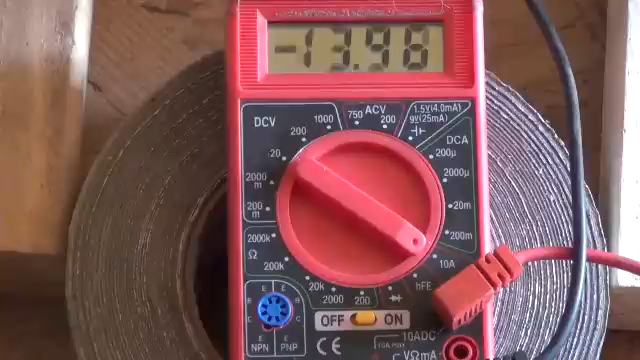 -13.98
DCV
1000
750
ACV
200
1.5v(4.0mA)
9v(25mA)
DCA
200
20
2000
m
200
m
200µ
2000µ
20m
200m
10A
hFE
2000k
Ω
200k
20k
2000
200
E E
B B
C C
E E
NPN PNP
OFF ON
CE
10ADC
VΩmA